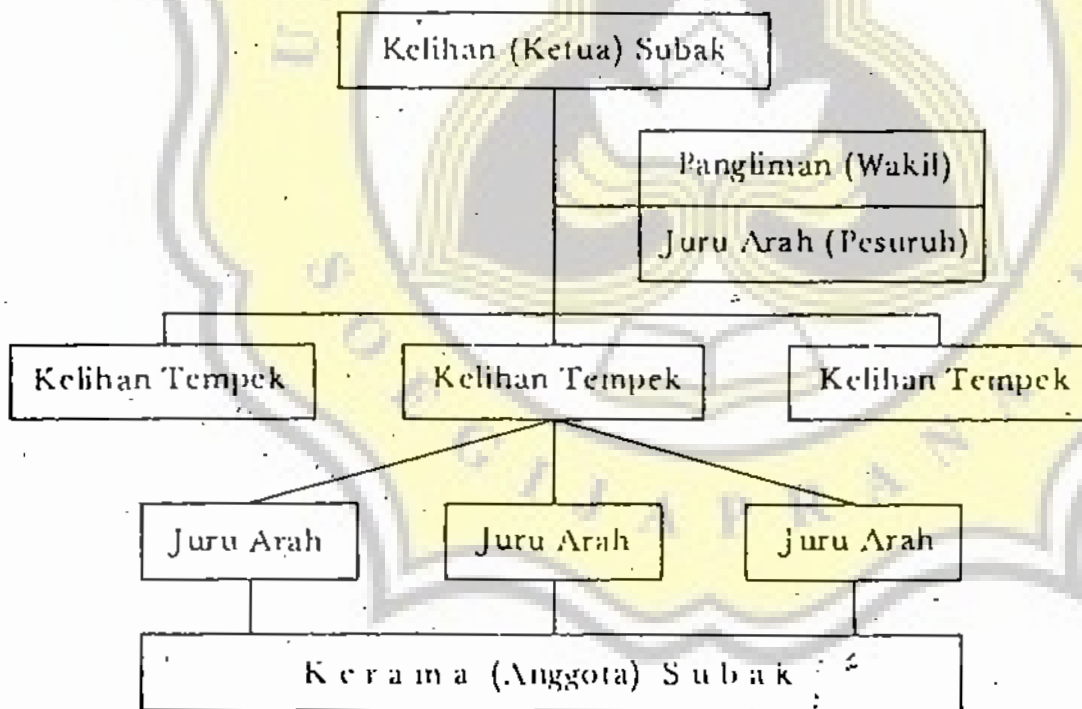 Kelihan (Ketua) Subak
Pangliman (Wakil)
Juru Arah (Pesuruh)
Kelihan Tempek
Kelihan Tempek
Kelihan Tempek
Juru Arah
Juru Arah
Juru Arah
Kerama (Anggota) Subak